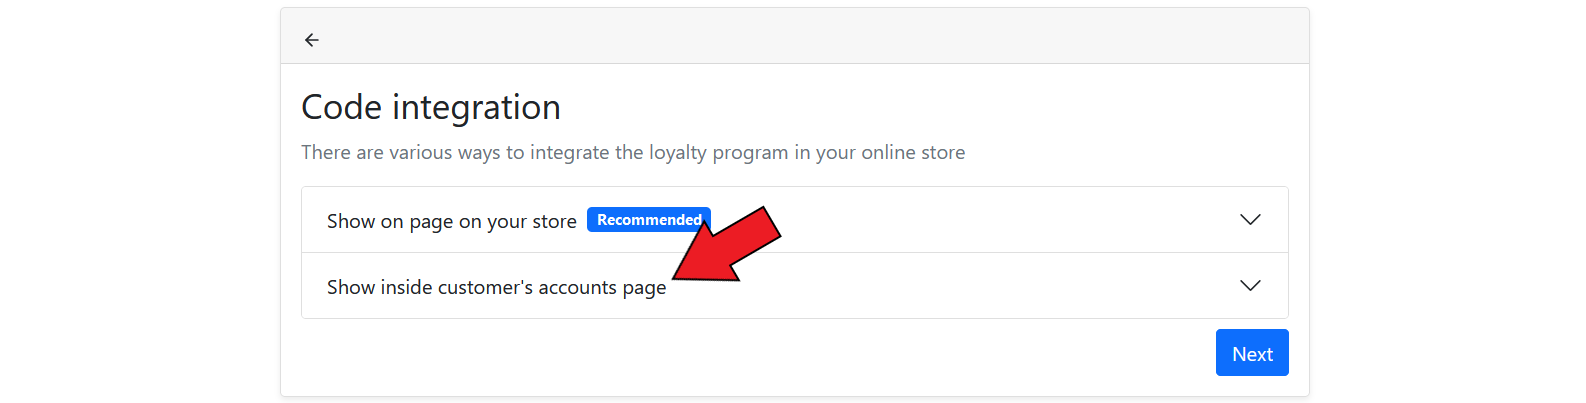 Code integration
There are various ways to integrate the loyalty program in your online store
Show on page on your store Recommended
Show inside customer's accounts page
Next